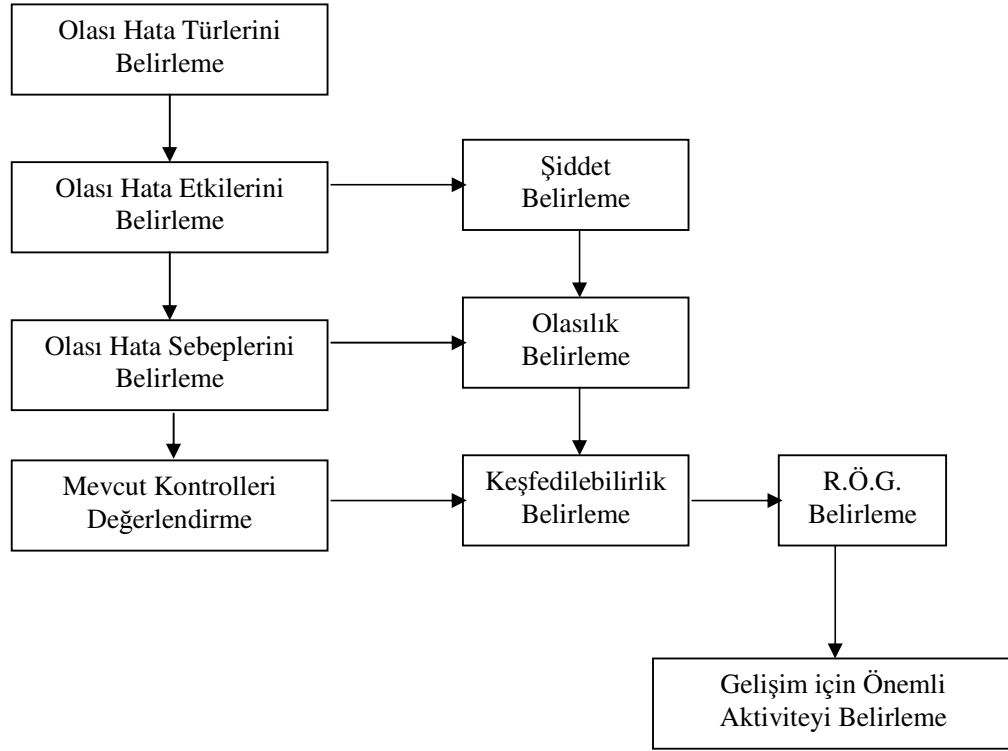 Olası Hata Türlerini
Belirleme
Olası Hata Etkilerini
Belirleme
Şiddet
Belirleme
Olası Hata Sebeplerini
Belirleme
Olasılık
Belirleme
Mevcut Kontrolleri
Değerlendirme
Keşfedilebilirlik
Belirleme
R.Ö.G.
Belirleme
Gelişim için Önemli
Aktiviteyi Belirleme